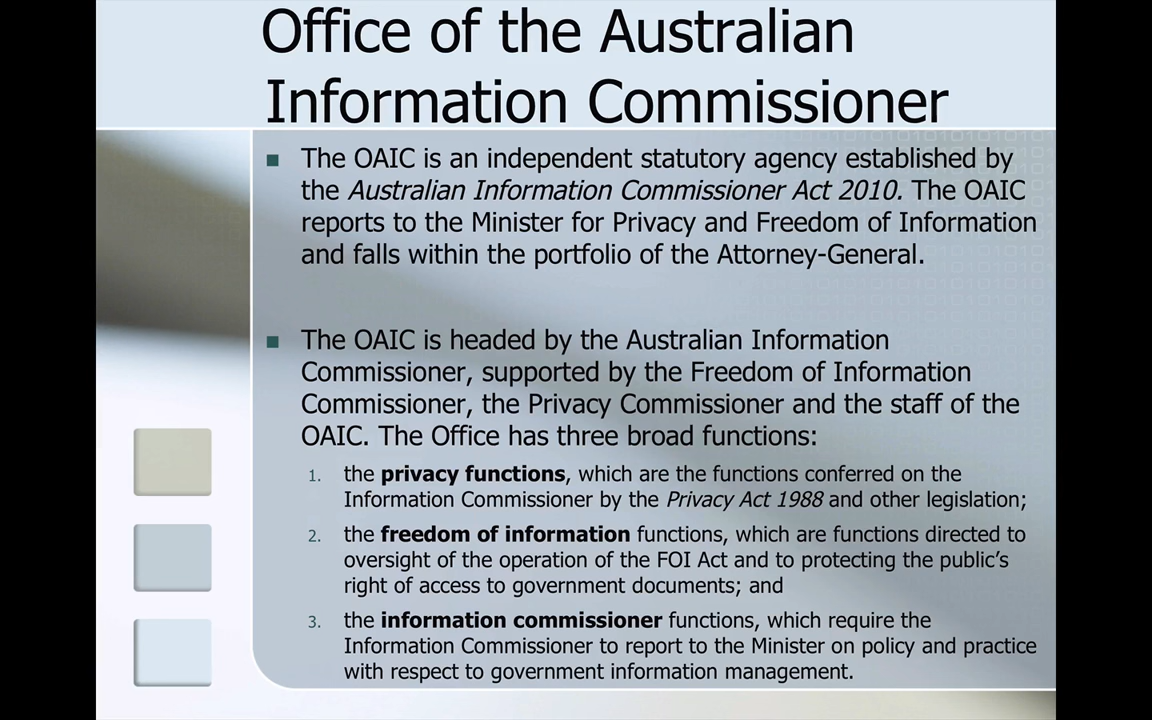 Office of the Australian
Information Commissioner
■ The OAIC is an independent statutory agency established by
the Australian Information Commissioner Act 2010. The OAIC
reports to the Minister for Privacy and Freedom of Information
and falls within the portfolio of the Attorney-General.
■ The OAIC is headed by the Australian Information
Commissioner, supported by the Freedom of Information
Commissioner, the Privacy Commissioner and the staff of the
OAIC. The Office has three broad functions:
1. the privacy functions, which are the functions conferred on the
Information Commissioner by the Privacy Act 1988 and other legislation;
2. the freedom of information functions, which are functions directed to
oversight of the operation of the FOI Act and to protecting the public’s
right of access to government documents; and
3. the information commissioner functions, which require the
Information Commissioner to report to the Minister on policy and practice
with respect to government information management.